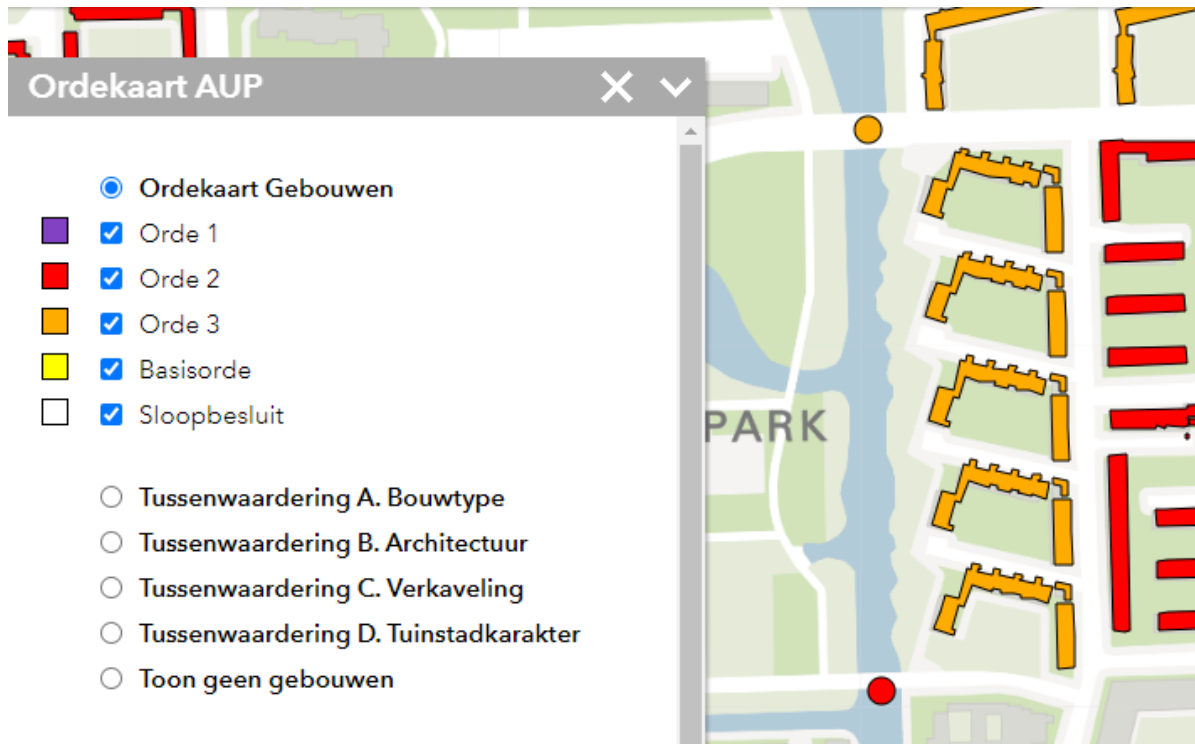 Ordekaart AUP
Ordekaart Gebouwen
Orde 1
Orde 2
Orde 3
Basisorde
Sloopbesluit
Tussenwaardering A. Bouwtype
Tussenwaardering B. Architectuur
Tussenwaardering C. Verkaveling
Tussenwaardering D. Tuinstadkarakter
Toon geen gebouwen
PARK